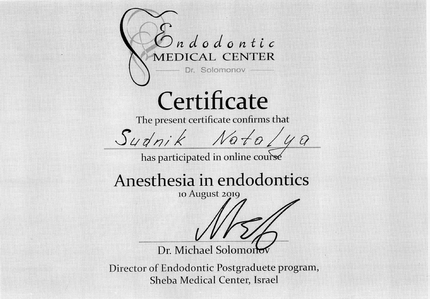 Endodontic
MEDICAL CENTER
Dr. Solomonov
Certificate
The present certificate confirms that
Sudnik Natalya
has participated in online course
Anesthesia in endodontics
10 August 2019
Dr. Michael Solomonov
Director of Endodontic Postgraduete program,
Sheba Medical Center, Israel